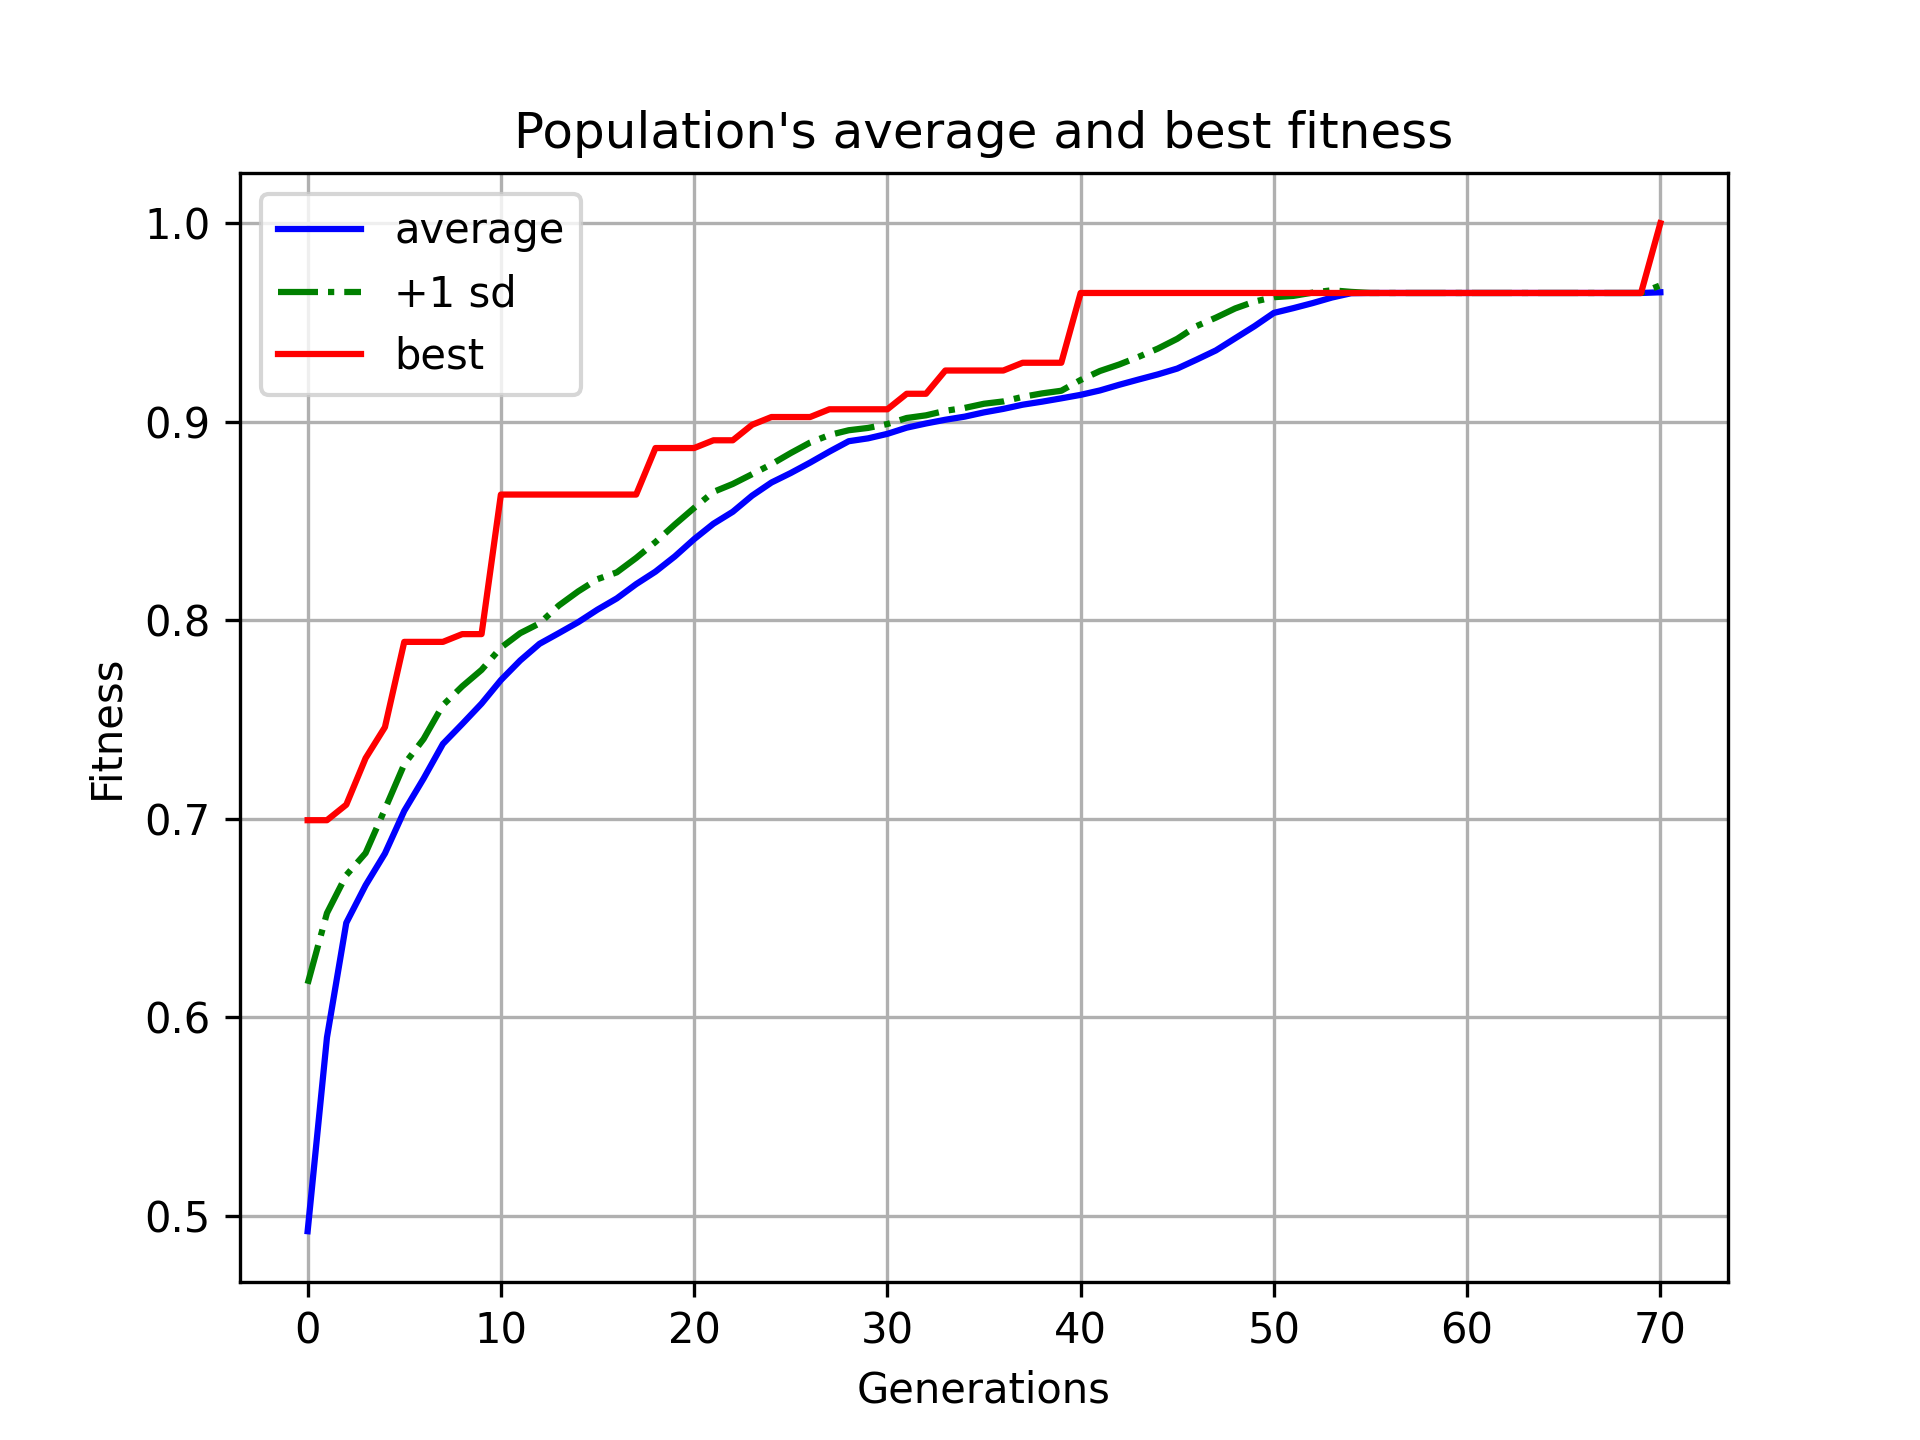 Population's average and best fitness
average
+1 sd
best
1.0
0.9
0.8
0.7
0.6
0.5
Fitness
0 10 20 30 40 50 60 70
Generations